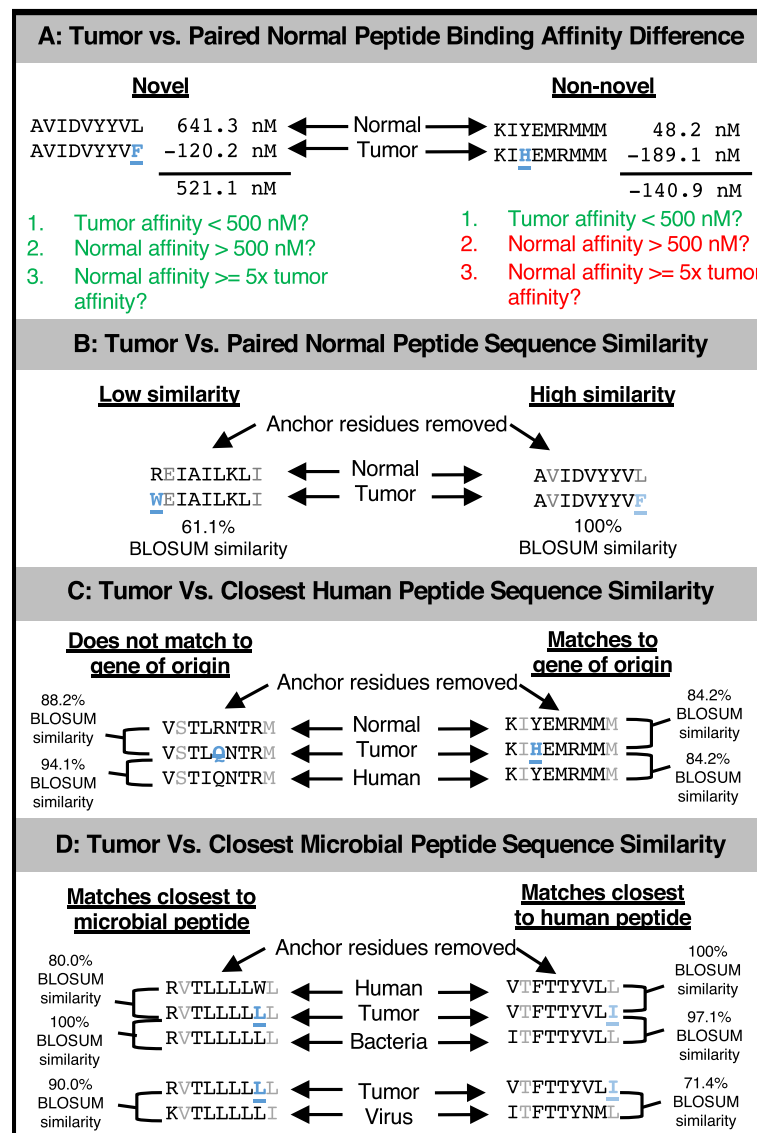 A: Tumor vs. Paired Normal Peptide Binding Affinity Difference
Novel
Non-novel
AVIDVYYVL 641.3 nM
AVIDVYYVF -120.2 nM
521.1 nM
Normal
Tumor
KIYEMRMMM 48.2 nM
KIHEMRMMM -189.1 nM
-140.9 nM
1. Tumor affinity < 500 nM?
2. Normal affinity > 500 nM?
3. Normal affinity >= 5x tumor
affinity?
1. Tumor affinity < 500 nM?
2. Normal affinity > 500 nM?
3. Normal affinity >= 5x tumor
affinity?
B: Tumor Vs. Paired Normal Peptide Sequence Similarity
Low similarity
High similarity
Anchor residues removed
REIAILKLI
WEIAILKLI
Normal
Tumor
AVIDVYYVL
AVIDVYYVF
61.1%
BLOSUM similarity
100%
BLOSUM similarity
C: Tumor Vs. Closest Human Peptide Sequence Similarity
Does not match to
gene of origin
Matches to
gene of origin
Anchor residues removed
88.2%
BLOSUM
similarity
94.1%
BLOSUM
similarity
VSTLRNTRM
VSTLQNTRM
VSTIQNTRM
Normal
Tumor
Human
KIYEMRMMM
KIHEMRMMM
KIYEMRMMM
84.2%
BLOSUM
similarity
84.2%
BLOSUM
similarity
D: Tumor Vs. Closest Microbial Peptide Sequence Similarity
Matches closest to
microbial peptide
Matches closest
to human peptide
Anchor residues removed
80.0%
BLOSUM
similarity
100%
BLOSUM
similarity
RVTLLLLWL
RVTLLLLLL
RVTLLLLLL
Human
Tumor
Bacteria
VTFTTYVLL
VTFTTYVLI
ITFTTYVLL
100%
BLOSUM
similarity
97.1%
BLOSUM
similarity
90.0%
BLOSUM
similarity
RVTLLLLLL
KVTLLLLLI
Tumor
Virus
VTFTTYVLI
ITFTTYNML
71.4%
BLOSUM
similarity